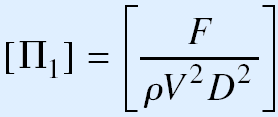 [Π₁] = [F / ρV²D²]